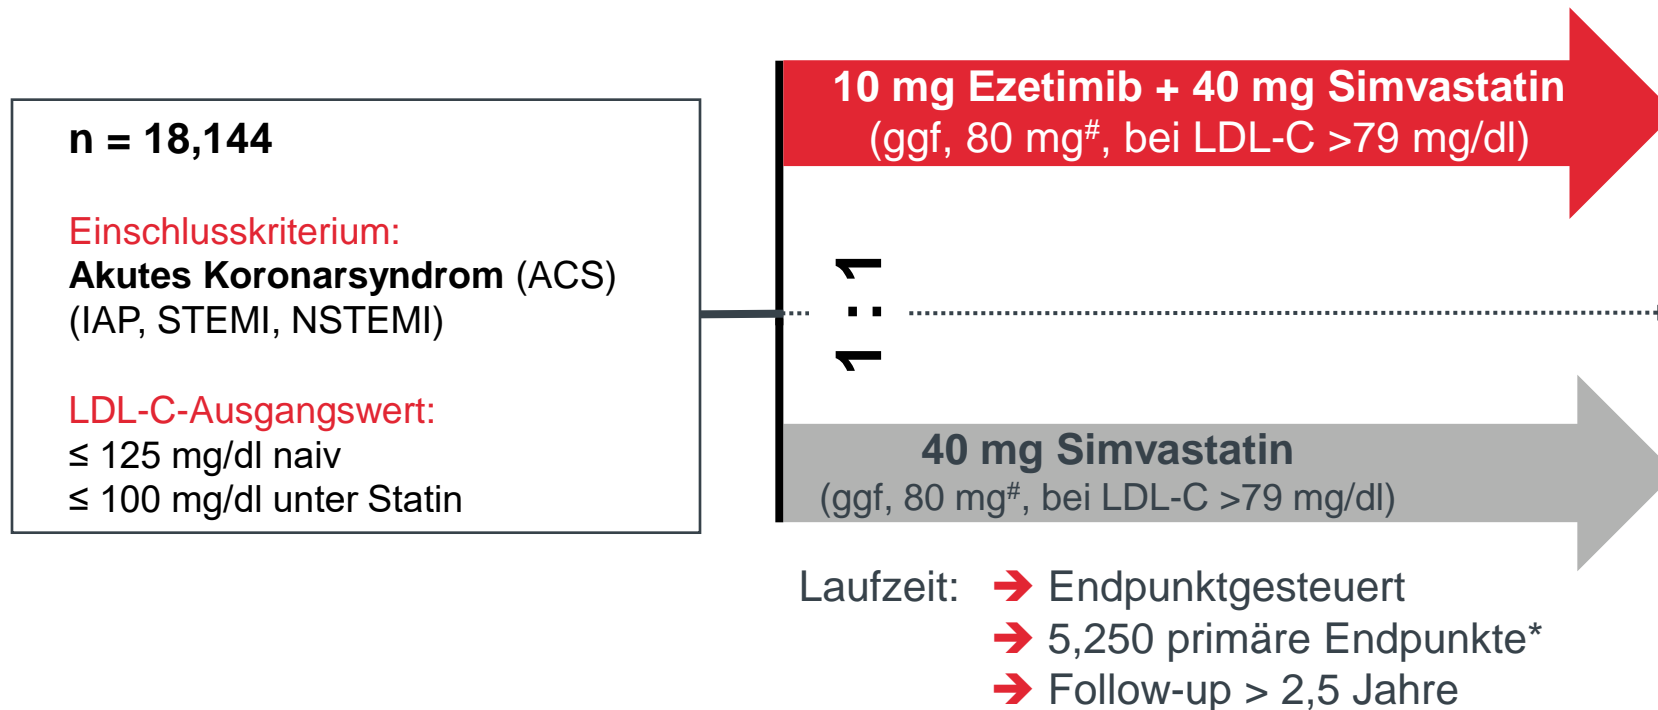 n = 18,144
Einschlusskriterium:
Akutes Koronarsyndrom (ACS)
(IAP, STEMI, NSTEMI)
LDL-C-Ausgangswert:
≤ 125 mg/dl naiv
≤ 100 mg/dl unter Statin
10 mg Ezetimib + 40 mg Simvastatin
(ggf, 80 mg#, bei LDL-C >79 mg/dl)
1 : 1
40 mg Simvastatin
(ggf, 80 mg#, bei LDL-C >79 mg/dl)
Laufzeit: ➔ Endpunktgesteuert
➔ 5,250 primäre Endpunkte*
➔ Follow-up > 2,5 Jahre